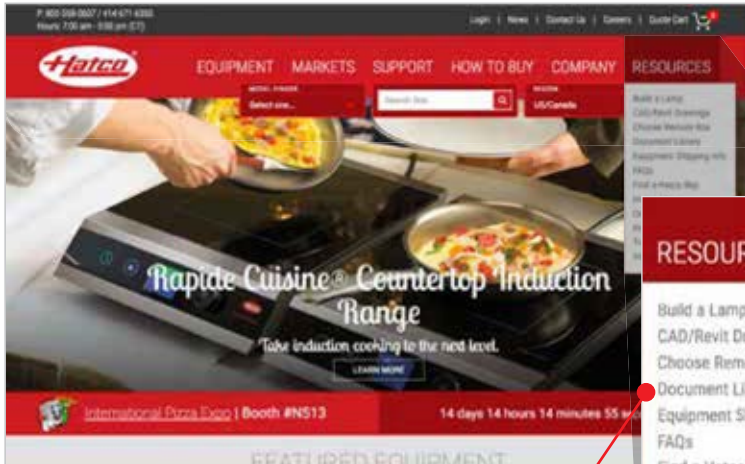 P: 800-558-0607 / 414-671-6350
Hours: 7:00 am - 5:00 pm (CT)
Login | News | Contact Us | Careers | Quote Cart
Hatco
EQUIPMENT MARKETS SUPPORT HOW TO BUY COMPANY RESOURCES
MODEL FINDER
Select one...
Search Site
REGION
US/Canada
Build a Lamp
CAD/Revit Drawings
Choose Remote Box
Document Library
Equipment Shipping Info
FAQs
Find a Hatco Rep
Rapide Cuisine® Countertop Induction
Range
Take induction cooking to the next level.
LEARN MORE
International Pizza Expo | Booth #N513
14 days 14 hours 14 minutes 55
FEATURED EQUIPMENT
RESOUR
Build a Lamp
CAD/Revit Dr
Choose Rem
Document Li
Equipment S
FAQs